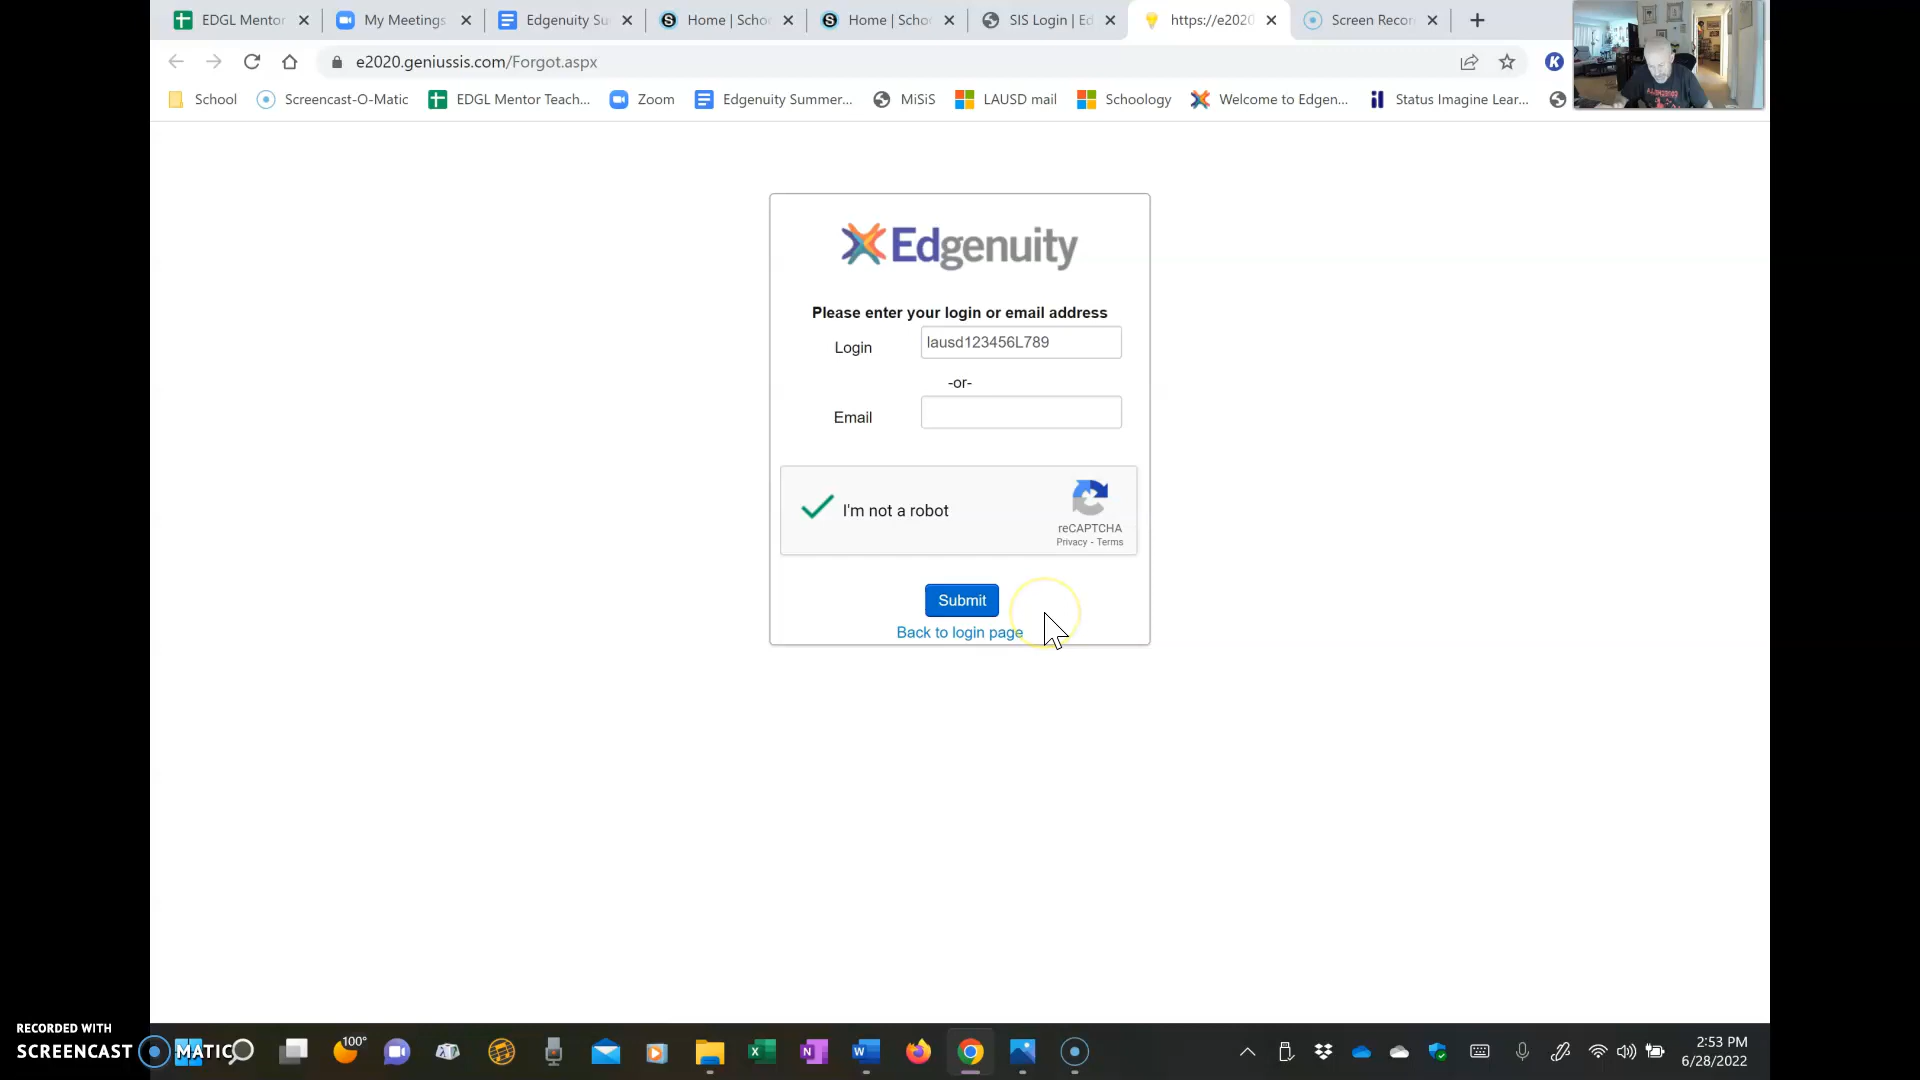 EDGL Mentor
My Meetings
Edgenuity Su
Home | Scho
Home | Scho
SIS Login | Ed
https://e2020
Screen Recor
e2020.geniussis.com/Forgot.aspx
K
School
Screencast-O-Matic
EDGL Mentor Teach...
Zoom
Edgenuity Summer...
MiSiS
LAUSD mail
Schoology
Welcome to Edgen...
Status Imagine Lear...
Edgenuity
Please enter your login or email address
Login
lausd123456L789
-or-
Email
I'm not a robot
reCAPTCHA
Privacy - Terms
Submit
Back to login page
RECORDED WITH
SCREENCAST MATIC
100°
2:53 PM
6/28/2022